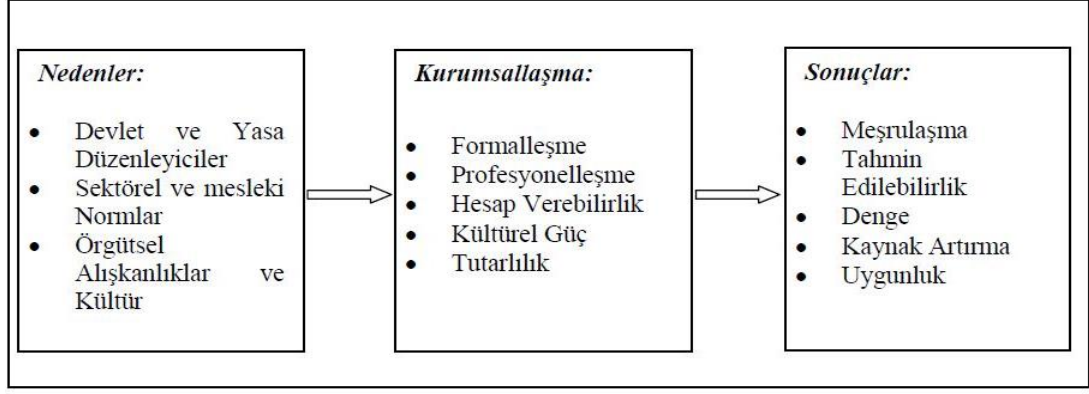 Nedenler:
• Devlet ve Yasa
Düzenleyiciler
• Sektörel ve mesleki
Normlar
• Örgütsel
Alışkanlıklar ve
Kültür
Kurumsallaşma:
• Formalleşme
• Profesyonelleşme
• Hesap Verebilirlik
• Kültürel Güç
• Tutarlılık
Sonuçlar:
• Meşrulaşma
• Tahmin
Edilebilirlik
• Denge
• Kaynak Artırma
• Uygunluk